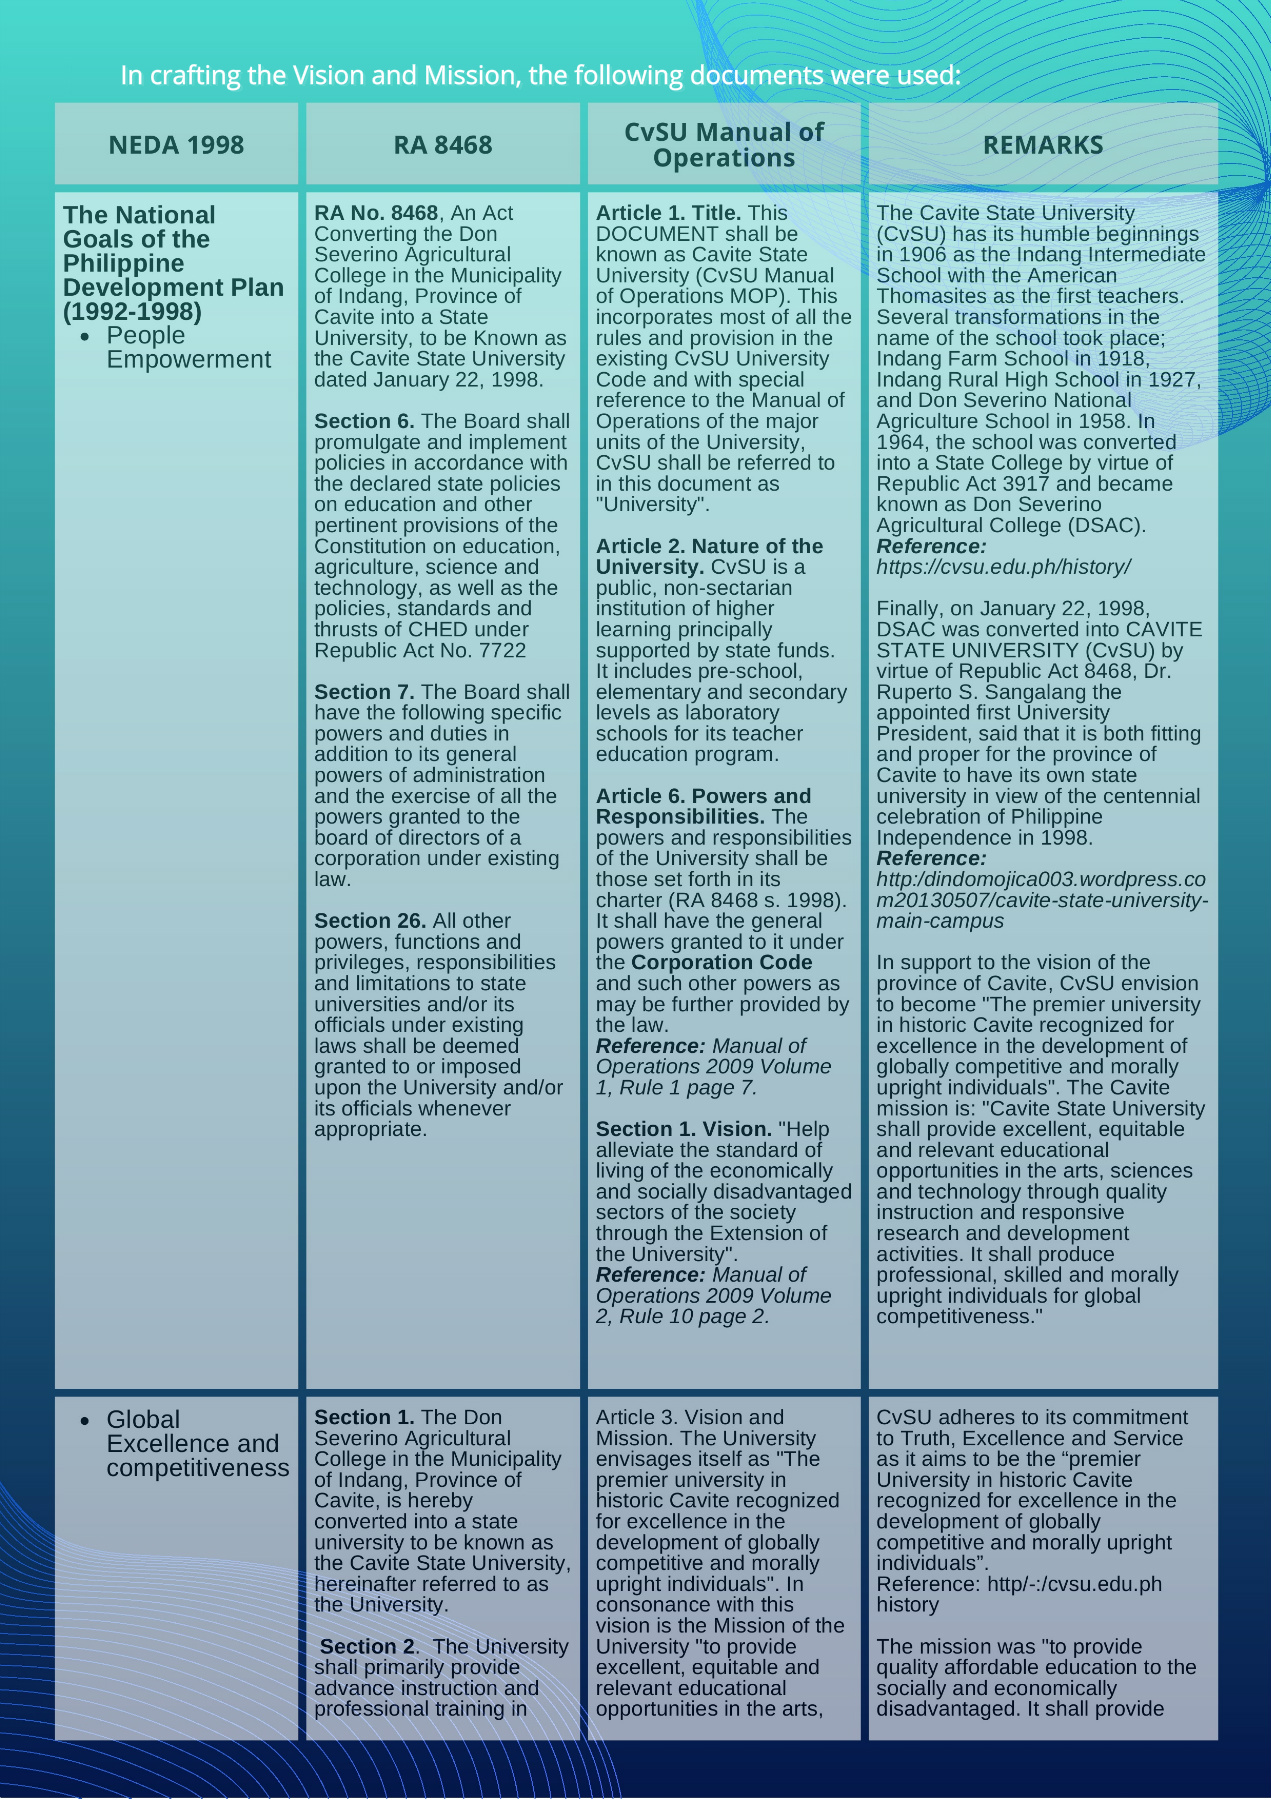 In crafting the Vision and Mission, the following documents were used:
NEDA 1998
RA 8468
CvSU Manual of
Operations
REMARKS
The National
Goals of the
Philippine
Development Plan
(1992-1998)
• People
Empowerment
RA No. 8468, An Act
Converting the Don
Severino Agricultural
College in the Municipality
of Indang, Province of
Cavite into a State
University, to be Known as
the Cavite State University
dated January 22, 1998.
Section 6. The Board shall
promulgate and implement
policies in accordance with
the declared state policies
on education and other
pertinent provisions of the
Constitution on education,
agriculture, science and
technology, as well as the
policies, standards and
thrusts of CHED under
Republic Act No. 7722
Section 7. The Board shall
have the following specific
powers and duties in
addition to its general
powers of administration
and the exercise of all the
powers granted to the
board of directors of a
corporation under existing
law.
Section 26. All other
powers, functions and
privileges, responsibilities
and limitations to state
universities and/or its
officials under existing
laws shall be deemed
granted to or imposed
upon the University and/or
its officials whenever
appropriate.
Article 1. Title. This
DOCUMENT shall be
known as Cavite State
University (CvSU Manual
of Operations MOP). This
incorporates most of all the
rules and provision in the
existing CvSU University
Code and with special
reference to the Manual of
Operations of the major
units of the University,
CvSU shall be referred to
in this document as
"University".
Article 2. Nature of the
University. CvSU is a
public, non-sectarian
institution of higher
learning principally
supported by state funds.
It includes pre-school,
elementary and secondary
levels as laboratory
schools for its teacher
education program.
Article 6. Powers and
Responsibilities. The
powers and responsibilities
of the University shall be
those set forth in its
charter (RA 8468 s. 1998).
It shall have the general
powers granted to it under
the Corporation Code
and such other powers as
may be further provided by
the law.
Reference: Manual of
Operations 2009 Volume
1, Rule 1 page 7.
Section 1. Vision. "Help
alleviate the standard of
living of the economically
and socially disadvantaged
sectors of the society
through the Extension of
the University".
Reference: Manual of
Operations 2009 Volume
2, Rule 10 page 2.
The Cavite State University
(CvSU) has its humble beginnings
in 1906 as the Indang Intermediate
School with the American
Thomasites as the first teachers.
Several transformations in the
name of the school took place;
Indang Farm School in 1918,
Indang Rural High School in 1927,
and Don Severino National
Agriculture School in 1958. In
1964, the school was converted
into a State College by virtue of
Republic Act 3917 and became
known as Don Severino
Agricultural College (DSAC).
Reference:
https://cvsu.edu.ph/history/
Finally, on January 22, 1998,
DSAC was converted into CAVITE
STATE UNIVERSITY (CvSU) by
virtue of Republic Act 8468, Dr.
Ruperto S. Sangalang the
appointed first University
President, said that it is both fitting
and proper for the province of
Cavite to have its own state
university in view of the centennial
celebration of Philippine
Independence in 1998.
Reference:
http:/dindomojica003.wordpress.co
m20130507/cavite-state-university-
main-campus
In support to the vision of the
province of Cavite, CvSU envision
to become "The premier university
in historic Cavite recognized for
excellence in the development of
globally competitive and morally
upright individuals". The Cavite
mission is: "Cavite State University
shall provide excellent, equitable
and relevant educational
opportunities in the arts, sciences
and technology through quality
instruction and responsive
research and development
activities. It shall produce
professional, skilled and morally
upright individuals for global
competitiveness."
• Global
Excellence and
competitiveness
Section 1. The Don
Severino Agricultural
College in the Municipality
of Indang, Province of
Cavite, is hereby
converted into a state
university to be known as
the Cavite State University,
hereinafter referred to as
the University.
Section 2. The University
shall primarily provide
advance instruction and
professional training in
Article 3. Vision and
Mission. The University
envisages itself as "The
premier university in
historic Cavite recognized
for excellence in the
development of globally
competitive and morally
upright individuals". In
consonance with this
vision is the Mission of the
University "to provide
excellent, equitable and
relevant educational
opportunities in the arts,
CvSU adheres to its commitment
to Truth, Excellence and Service
as it aims to be the “premier
University in historic Cavite
recognized for excellence in the
development of globally
competitive and morally upright
individuals”.
Reference: http/-:/cvsu.edu.ph
history
The mission was "to provide
quality affordable education to the
socially and economically
disadvantaged. It shall provide